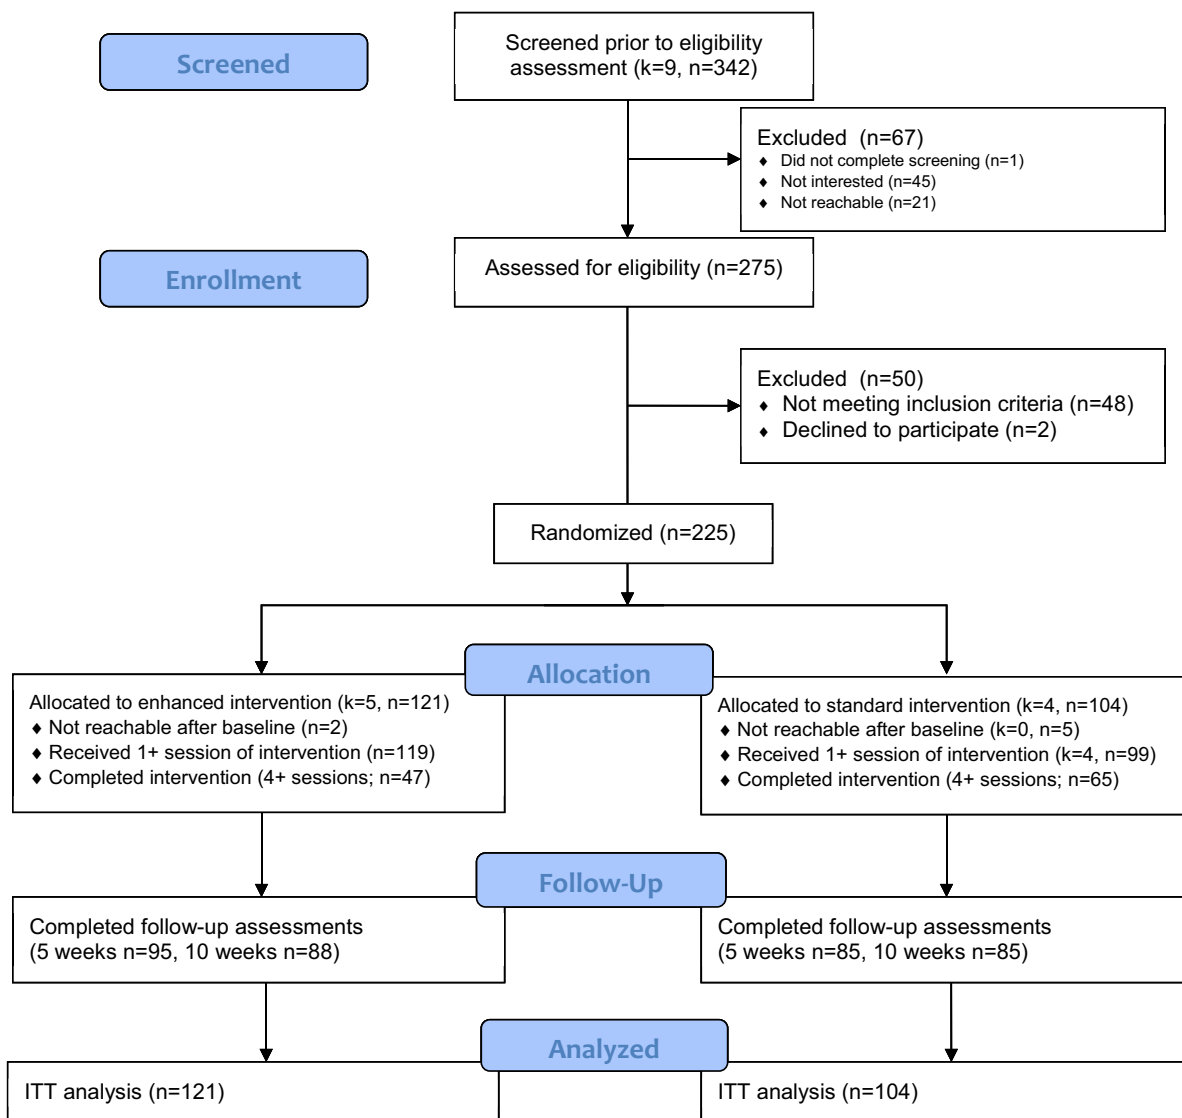 Screened
Screened prior to eligibility
assessment (k=9, n=342)
Excluded (n=67)
♦ Did not complete screening (n=1)
♦ Not interested (n=45)
♦ Not reachable (n=21)
Enrollment
Assessed for eligibility (n=275)
Excluded (n=50)
♦ Not meeting inclusion criteria (n=48)
♦ Declined to participate (n=2)
Randomized (n=225)
Allocation
Allocated to enhanced intervention (k=5, n=121)
♦ Not reachable after baseline (n=2)
♦ Received 1+ session of intervention (n=119)
♦ Completed intervention (4+ sessions; n=47)
Allocated to standard intervention (k=4, n=104)
♦ Not reachable after baseline (k=0, n=5)
♦ Received 1+ session of intervention (k=4, n=99)
♦ Completed intervention (4+ sessions; n=65)
Follow-Up
Completed follow-up assessments
(5 weeks n=95, 10 weeks n=88)
Completed follow-up assessments
(5 weeks n=85, 10 weeks n=85)
Analyzed
ITT analysis (n=121)
ITT analysis (n=104)